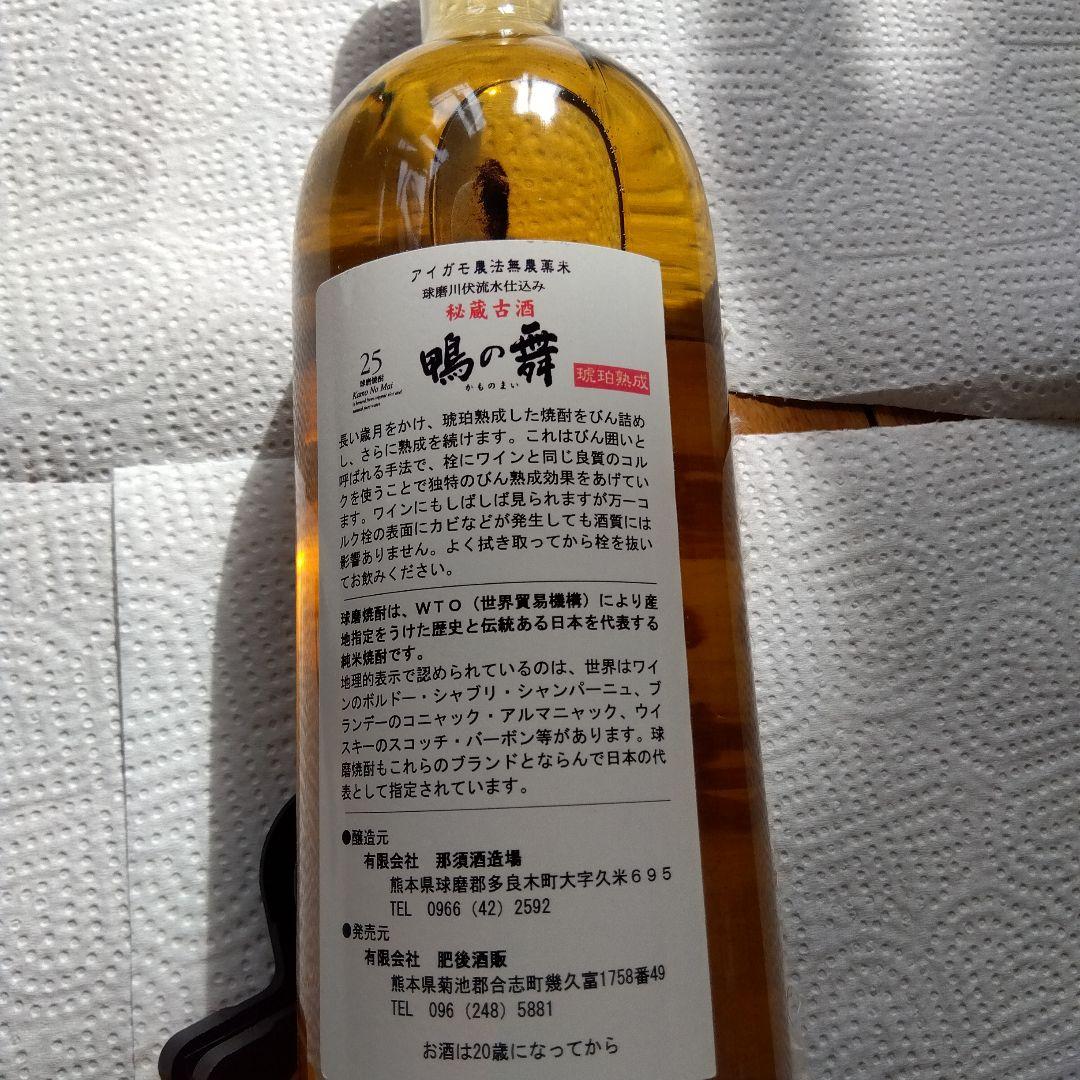 アイガモ農法無農薬米
球磨川伏流水仕込み
秘蔵古酒
25
球磨焼酎
Kamo No Mai
鴨の舞
かものまい
琥珀熟成
長い歳月をかけ、琥珀熟成した焼酎をびん詰め
し、さらに熟成を続けます。これはびん囲いと
呼ばれる手法で、栓にワインと同じ良質のコル
クを使うことで独特のびん熟成効果をあげてい
ます。ワインにもしばしば見られますが万一コ
ルク栓の表面にカビなどが発生しても酒質には
影響ありません。よく拭き取ってから栓を抜い
てお飲みください。
球磨焼酎は、WTO（世界貿易機構）により産
地指定をうけた歴史と伝統ある日本を代表する
純米焼酎です。
地理的表示で認められているのは、世界はワイ
ンのボルドー・シャブリ・シャンパーニュ、ブ
ランデーのコニャック・アルマニャック、ウイ
スキーのスコッチ・バーボン等があります。球
磨焼酎もこれらのブランドとならんで日本の代
表として指定されています。
●醸造元
有限会社　那須酒造場
熊本県球磨郡多良木町大字久米６９５
TEL　0966（42）2592
●発売元
有限会社　肥後酒販
熊本県菊池郡合志町幾久富1758番49
TEL　096（248）5881
お酒は20歳になってから